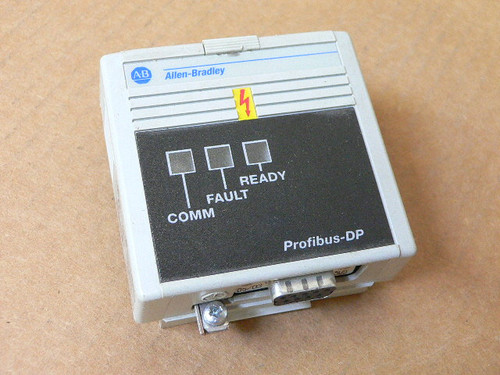 AB Allen-Bradley
READY
FAULT
COMM
Profibus-DP